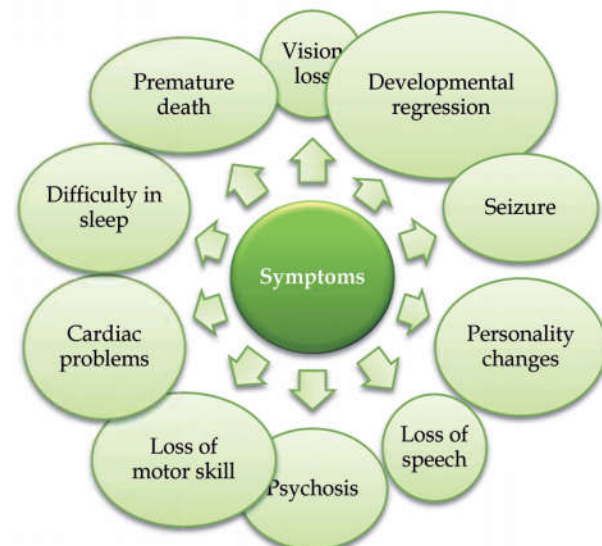 Vision
loss
Developmental
regression
Seizure
Personality
changes
Loss of
speech
Psychosis
Loss of
motor skill
Cardiac
problems
Difficulty in
sleep
Premature
death
Symptoms